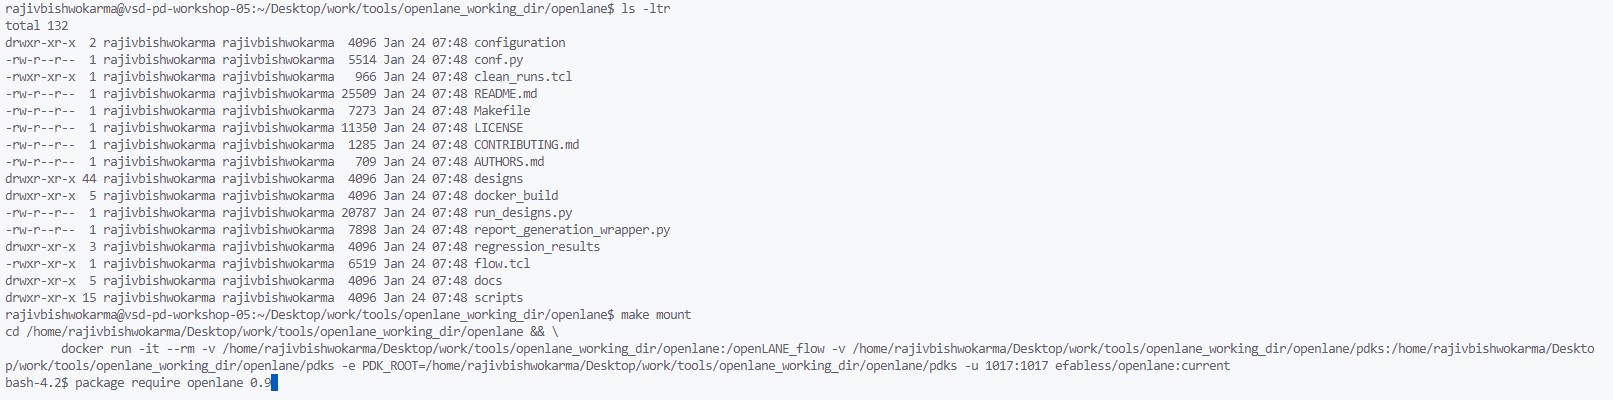 rajivbishwokarma@vsd-pd-workshop-05:~/Desktop/work/tools/openlane_working_dir/openlane$ ls -ltr
total 132
drwxr-xr-x  2 rajivbishwokarma rajivbishwokarma  4096 Jan 24 07:48 configuration
-rw-r--r--  1 rajivbishwokarma rajivbishwokarma  5514 Jan 24 07:48 conf.py
-rwxr-xr-x  1 rajivbishwokarma rajivbishwokarma   966 Jan 24 07:48 clean_runs.tcl
-rw-r--r--  1 rajivbishwokarma rajivbishwokarma 25509 Jan 24 07:48 README.md
-rw-r--r--  1 rajivbishwokarma rajivbishwokarma  7273 Jan 24 07:48 Makefile
-rw-r--r--  1 rajivbishwokarma rajivbishwokarma 11350 Jan 24 07:48 LICENSE
-rw-r--r--  1 rajivbishwokarma rajivbishwokarma  1285 Jan 24 07:48 CONTRIBUTING.md
-rw-r--r--  1 rajivbishwokarma rajivbishwokarma   709 Jan 24 07:48 AUTHORS.md
drwxr-xr-x 44 rajivbishwokarma rajivbishwokarma  4096 Jan 24 07:48 designs
drwxr-xr-x  5 rajivbishwokarma rajivbishwokarma  4096 Jan 24 07:48 docker_build
-rw-r--r--  1 rajivbishwokarma rajivbishwokarma 20787 Jan 24 07:48 run_designs.py
-rw-r--r--  1 rajivbishwokarma rajivbishwokarma  7898 Jan 24 07:48 report_generation_wrapper.py
drwxr-xr-x  3 rajivbishwokarma rajivbishwokarma  4096 Jan 24 07:48 regression_results
-rwxr-xr-x  1 rajivbishwokarma rajivbishwokarma  6519 Jan 24 07:48 flow.tcl
drwxr-xr-x  5 rajivbishwokarma rajivbishwokarma  4096 Jan 24 07:48 docs
drwxr-xr-x 15 rajivbishwokarma rajivbishwokarma  4096 Jan 24 07:48 scripts
rajivbishwokarma@vsd-pd-workshop-05:~/Desktop/work/tools/openlane_working_dir/openlane$ make mount
cd /home/rajivbishwokarma/Desktop/work/tools/openlane_working_dir/openlane && \
        docker run -it --rm -v /home/rajivbishwokarma/Desktop/work/tools/openlane_working_dir/openlane:/openLANE_flow -v /home/rajivbishwokarma/Desktop/work/tools/openlane_working_dir/openlane/pdks:/home/rajivbishwokarma/Deskto
p/work/tools/openlane_working_dir/openlane/pdks -e PDK_ROOT=/home/rajivbishwokarma/Desktop/work/tools/openlane_working_dir/openlane/pdks -u 1017:1017 efabless/openlane:current
bash-4.2$ package require openlane 0.9